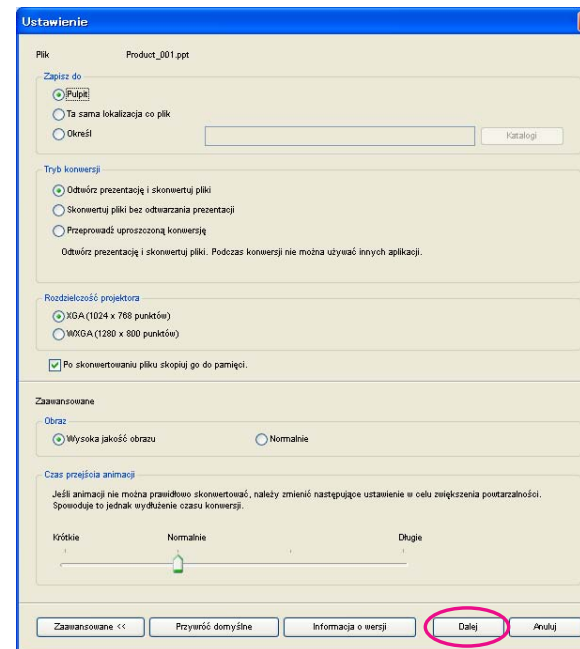 Ustawienie
Plik Product_001.ppt
Zapisz do
Pulpit
Ta sama lokalizacja co plik
Określ Katalogi
Tryb konwersji
Odtwórz prezentację i skonwertuj pliki
Skonwertuj pliki bez odtwarzania prezentacji
Przeprowadź uproszczoną konwersję
Odtwórz prezentację i skonwertuj pliki. Podczas konwersji nie można używać innych aplikacji.
Rozdzielczość projektora
XGA (1024 x 768 punktów)
WXGA (1280 x 800 punktów)
Po skonwertowaniu pliku skopiuj go do pamięci.
Zaawansowane
Obraz
Wysoka jakość obrazu Normalnie
Czas przejścia animacji
Jeśli animacji nie można prawidłowo skonwertować, należy zmienić następujące ustawienie w celu zwiększenia powtarzalności.
Spowoduje to jednak wydłużenie czasu konwersji.
Krótkie Normalnie Długie
Zaawansowane << Przywróć domyślne Informacja o wersji Dalej Anuluj